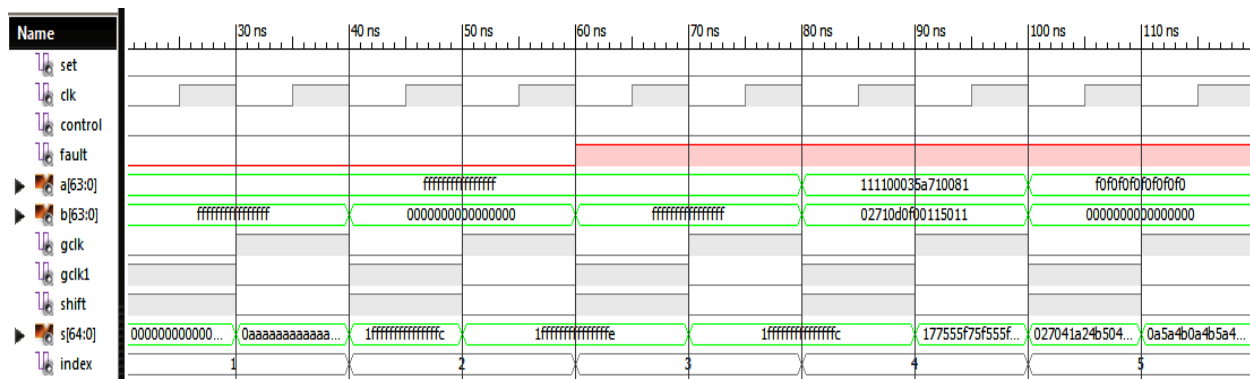 Name 30 ns 40 ns 50 ns 60 ns 70 ns 80 ns 90 ns 100 ns 110 ns
set
clk
control
fault
a[63:0] ffffffffffffffff 111100035a710081 f0f0f0f0f0f0f0f0
b[63:0] ffffffffffffffff 0000000000000000 ffffffffffffffff 02710d0f00115011 0000000000000000
gclk
gclk1
shift
s[64:0] 000000000000... 0aaaaaaaaaaaa... 1fffffffffffffffc 1fffffffffffffffe 1fffffffffffffffc 177555f75f555f... 027041a24b504... 0a5a4b0a4b5a4...
index 1 2 3 4 5